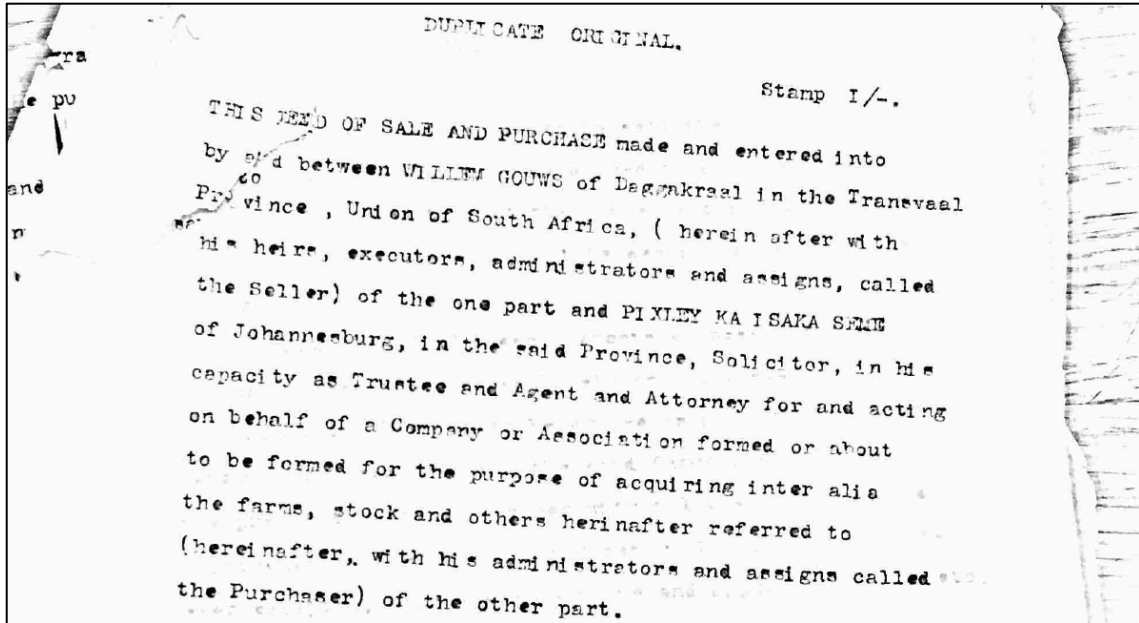 DUPLICATE ORIGINAL.
Stamp I/-.
THIS DEED OF SALE AND PURCHASE made and entered into
by and between WILLEM GOUWS of Daggakraal in the Transvaal
Province , Union of South Africa, ( herein after with
his heirs, executors, administrators and assigns, called
the Seller) of the one part and PIXLEY KA ISAKA SEME
of Johannesburg, in the said Province, Solicitor, in his
capacity as Trustee and Agent and Attorney for and acting
on behalf of a Company or Association formed or about
to be formed for the purpose of acquiring inter alia
the farms, stock and others herinafter referred to
(hereinafter, with his administrators and assigns called
the Purchaser) of the other part.
ra
e pu
and